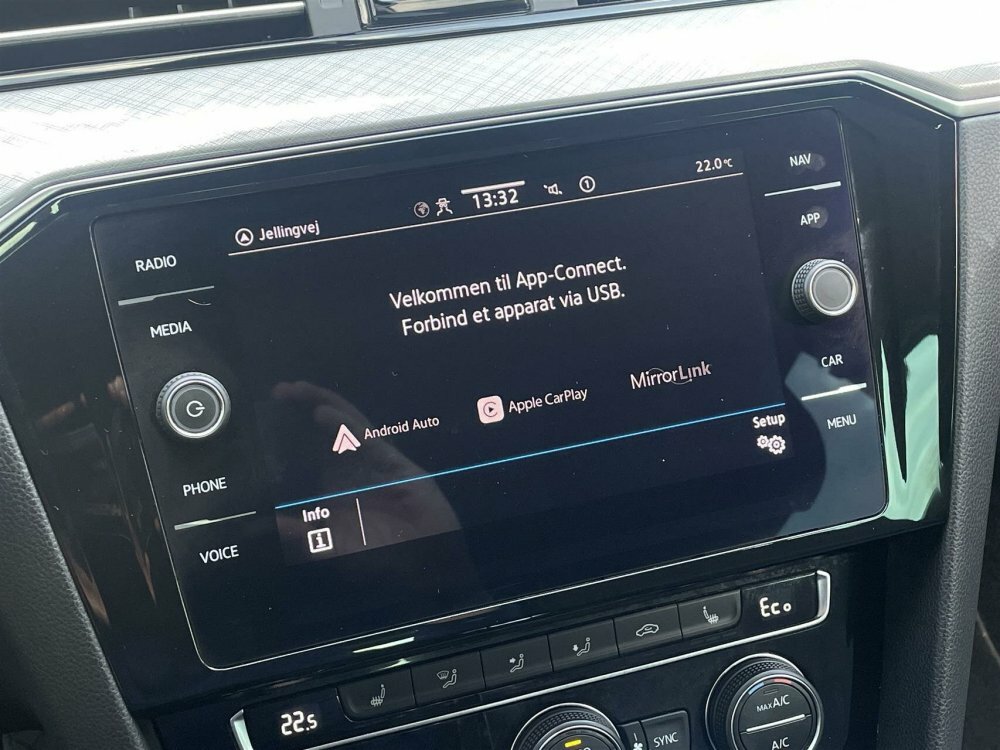 22.0°C
13:32
1
Jellingvej
NAV
APP
RADIO
MEDIA
Velkommen til App-Connect.
Forbind et apparat via USB.
Android Auto
Apple CarPlay
MirrorLink
CAR
MENU
Setup
PHONE
VOICE
Info
i
22.5
Eco
SYNC
MAX A/C
A/C